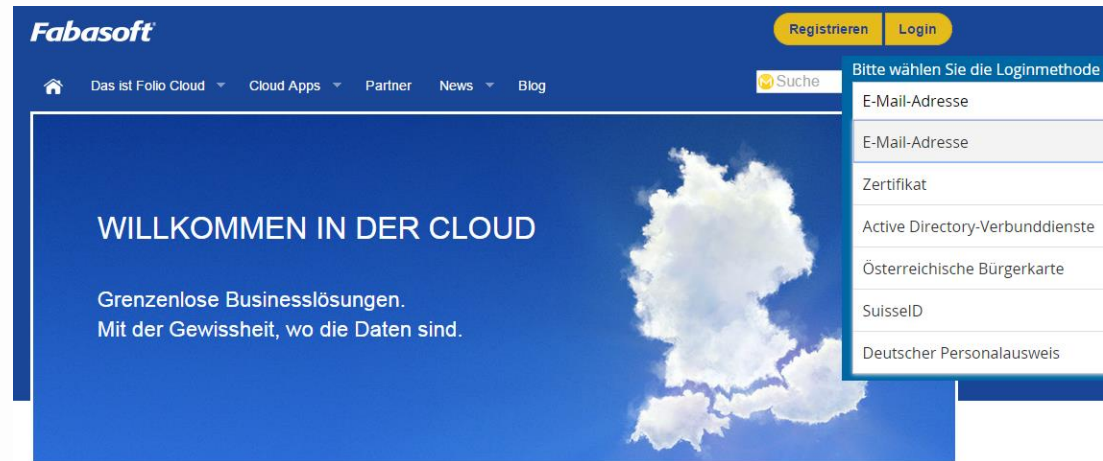 Fabasoft
Registrieren Login
Das ist Folio Cloud Cloud Apps Partner News Blog
Suche
Bitte wählen Sie die Loginmethode
E-Mail-Adresse
E-Mail-Adresse
Zertifikat
Active Directory-Verbunddienste
Österreichische Bürgerkarte
SuisseID
Deutscher Personalausweis
WILLKOMMEN IN DER CLOUD
Grenzenlose Businesslösungen.
Mit der Gewissheit, wo die Daten sind.